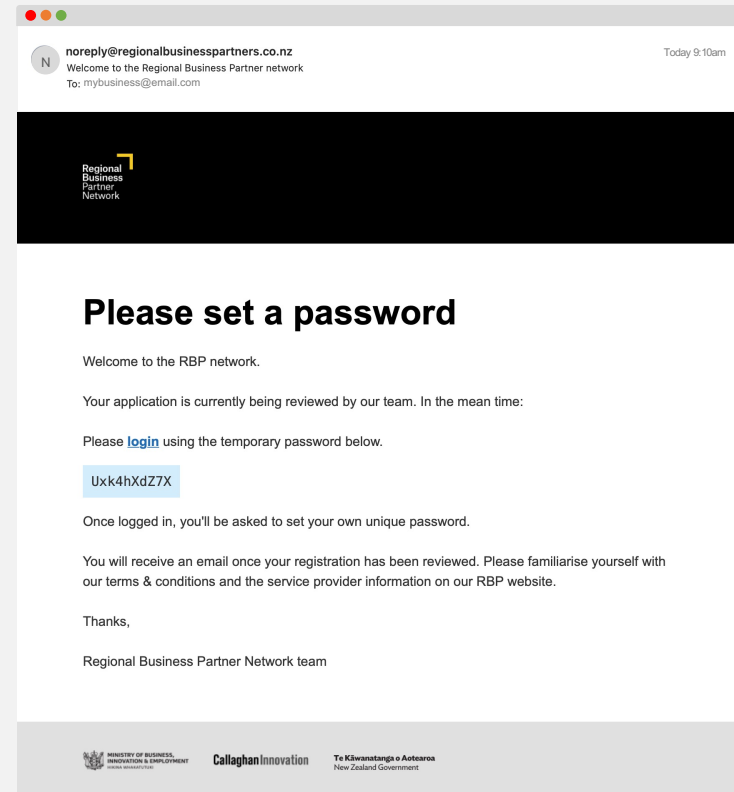 N
noreply@regionalbusinesspartners.co.nz
Today 9:10am
Welcome to the Regional Business Partner network
To: mybusiness@email.com
Regional
Business
Partner
Network
Please set a password
Welcome to the RBP network.
Your application is currently being reviewed by our team. In the mean time:
Please login using the temporary password below.
Uxk4hXdZ7X
Once logged in, you'll be asked to set your own unique password.
You will receive an email once your registration has been reviewed. Please familiarise yourself with
our terms & conditions and the service provider information on our RBP website.
Thanks,
Regional Business Partner Network team
MINISTRY OF BUSINESS,
INNOVATION & EMPLOYMENT
HĪKINA WHAKATUTUKI
Callaghan Innovation
Te Kāwanatanga o Aotearoa
New Zealand Government